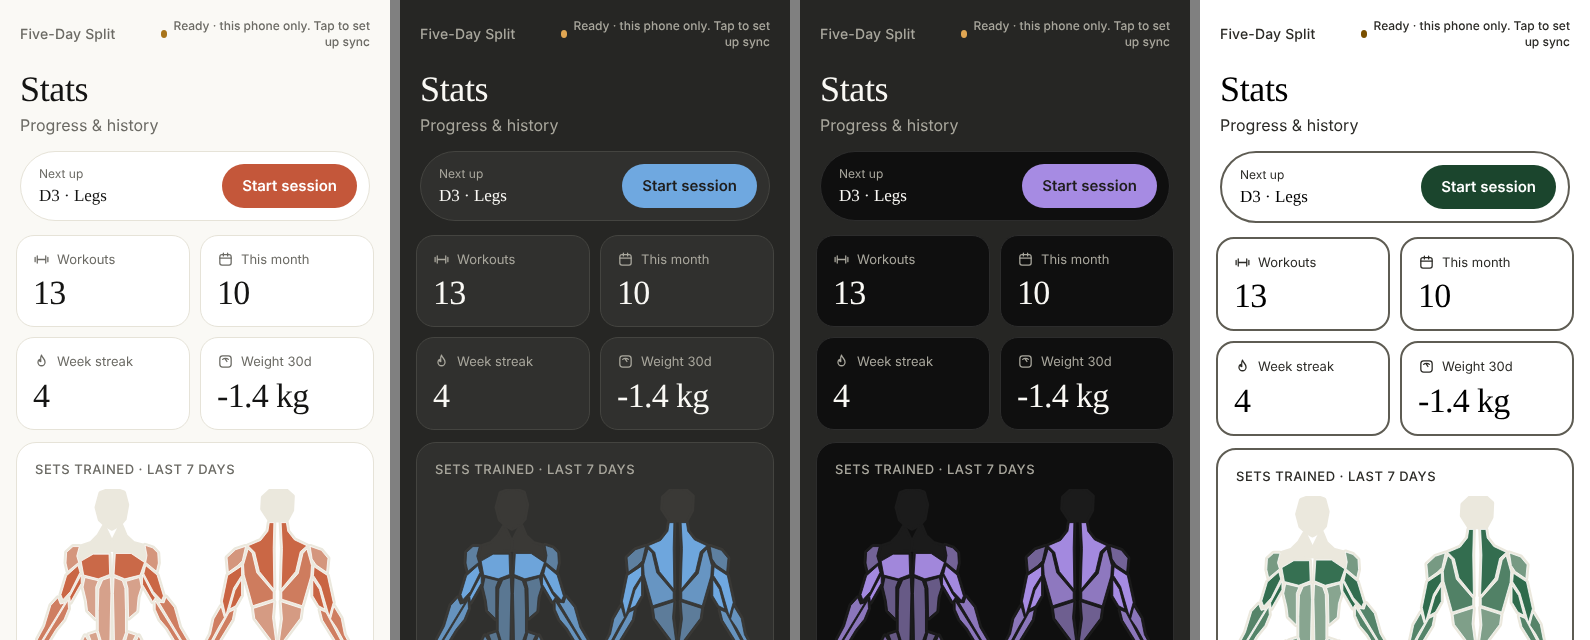 Five-Day Split
Ready · this phone only. Tap to set
up sync
Stats
Progress & history
Next up
D3 · Legs
Start session
Workouts
13
This month
10
Week streak
4
Weight 30d
-1.4 kg
SETS TRAINED · LAST 7 DAYS
Five-Day Split
Ready · this phone only. Tap to set
up sync
Stats
Progress & history
Next up
D3 · Legs
Start session
Workouts
13
This month
10
Week streak
4
Weight 30d
-1.4 kg
SETS TRAINED · LAST 7 DAYS
Five-Day Split
Ready · this phone only. Tap to set
up sync
Stats
Progress & history
Next up
D3 · Legs
Start session
Workouts
13
This month
10
Week streak
4
Weight 30d
-1.4 kg
SETS TRAINED · LAST 7 DAYS
Five-Day Split
Ready · this phone only. Tap to set
up sync
Stats
Progress & history
Next up
D3 · Legs
Start session
Workouts
13
This month
10
Week streak
4
Weight 30d
-1.4 kg
SETS TRAINED · LAST 7 DAYS